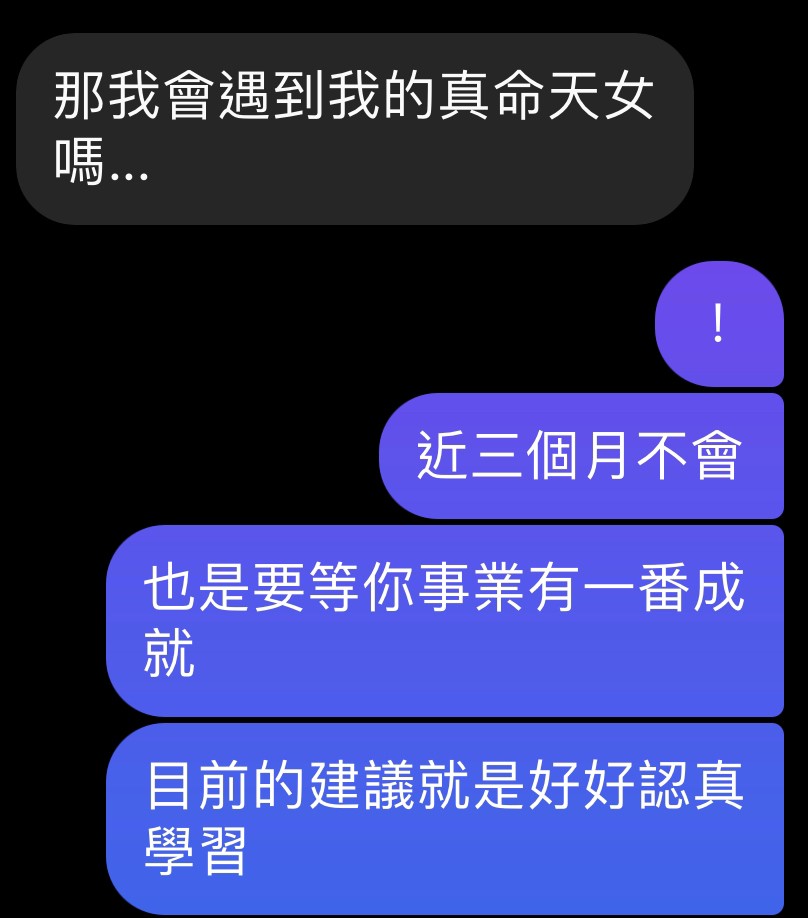 那我會遇到我的真命天女
嗎...
！
近三個月不會
也是要等你事業有一番成
就
目前的建議就是好好認真
學習